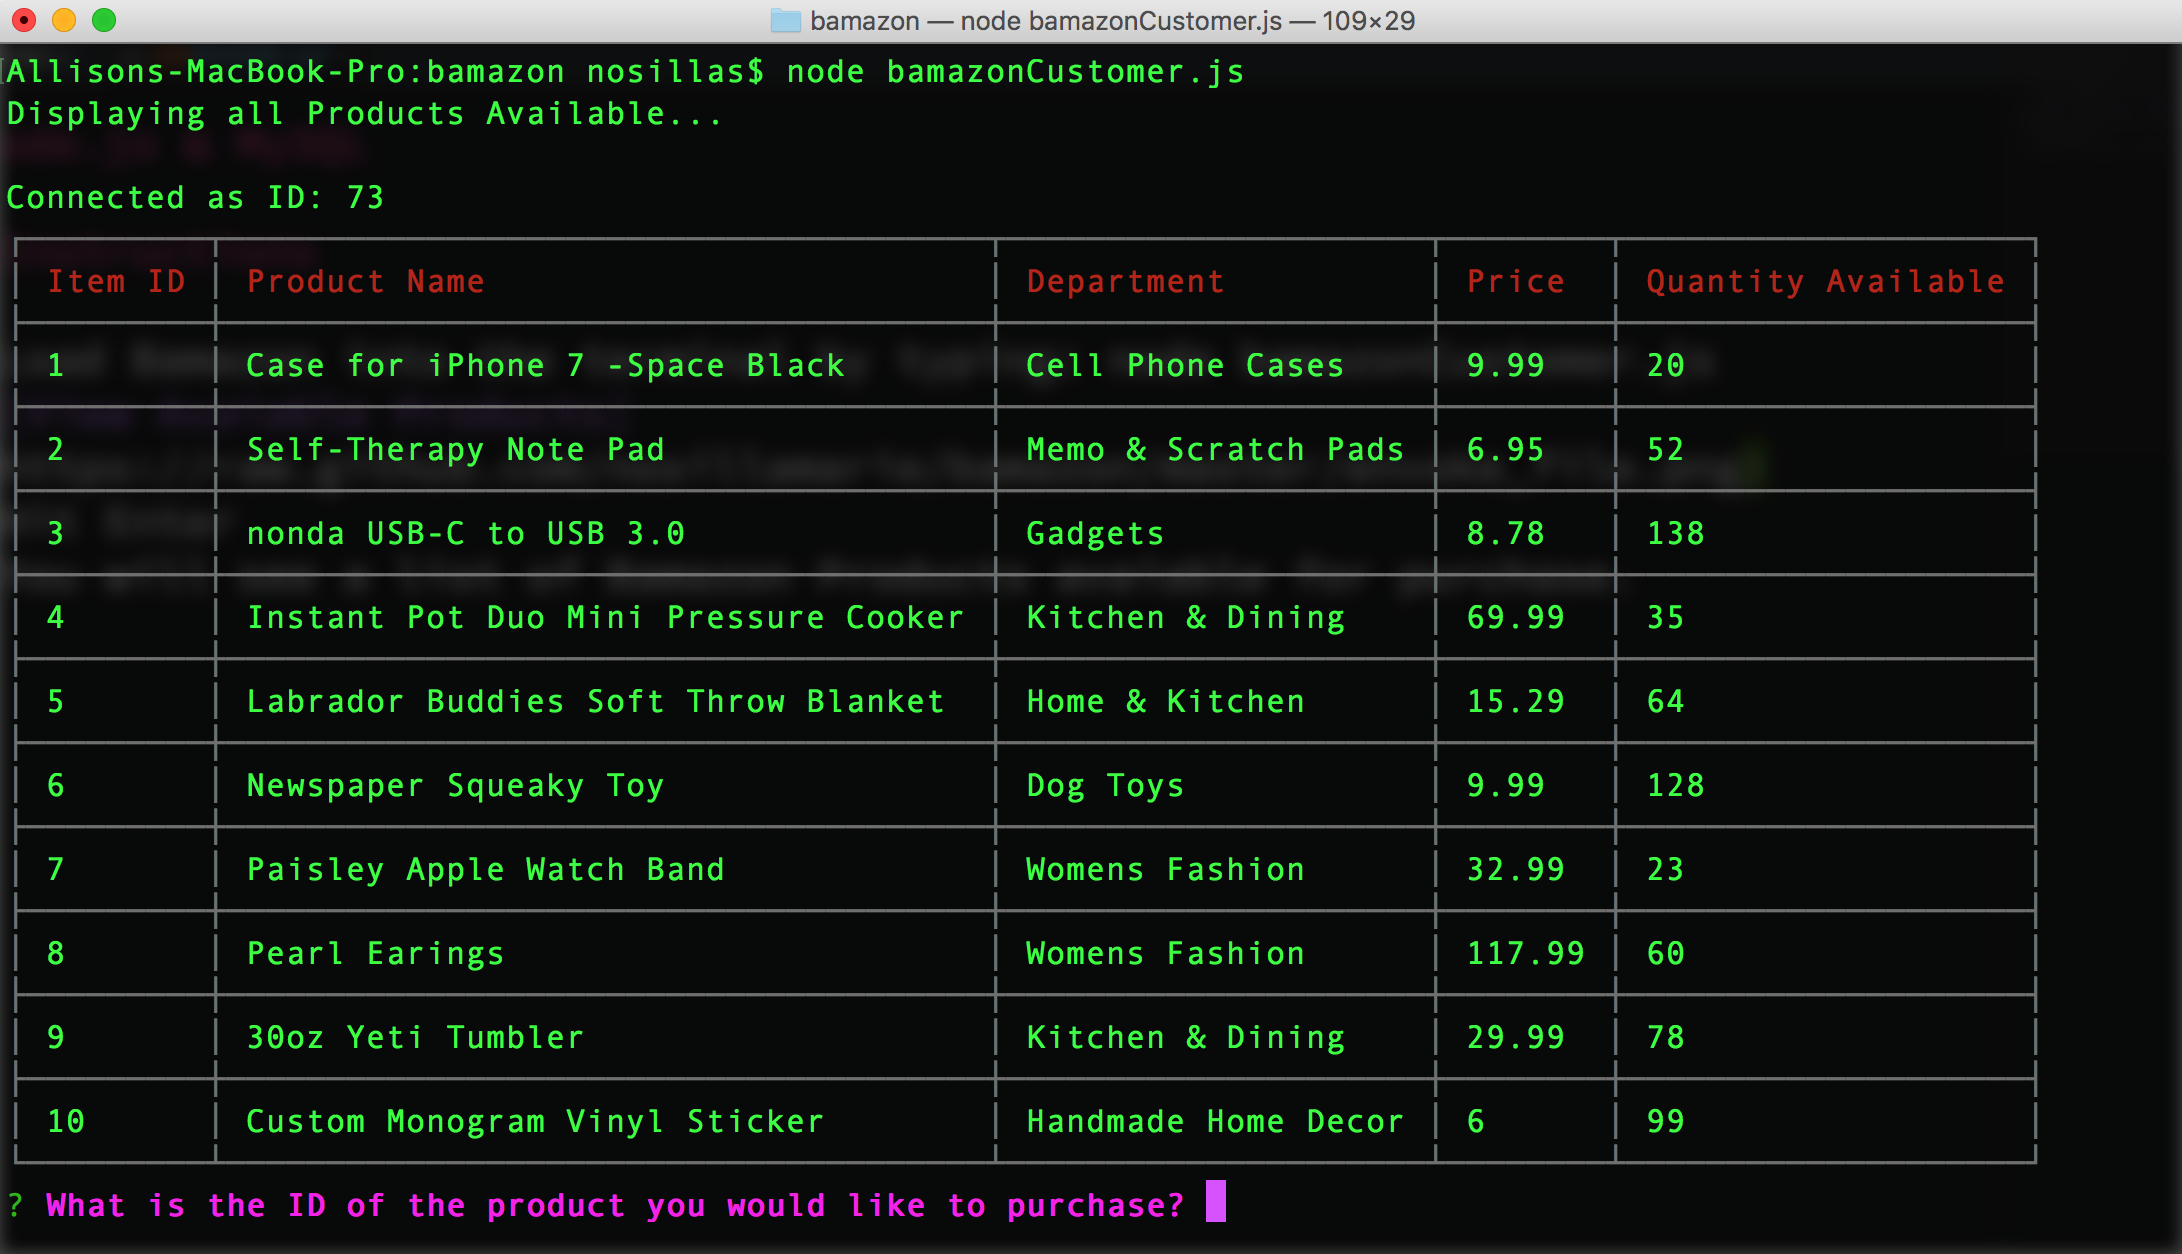 bamazon — node bamazonCustomer.js — 109×29
Allisons-MacBook-Pro:bamazon nosillas$ node bamazonCustomer.js
Displaying all Products Available...
Connected as ID: 73
Item ID Product Name Department Price Quantity Available
1 Case for iPhone 7 -Space Black Cell Phone Cases 9.99 20
2 Self-Therapy Note Pad Memo & Scratch Pads 6.95 52
3 nonda USB-C to USB 3.0 Gadgets 8.78 138
4 Instant Pot Duo Mini Pressure Cooker Kitchen & Dining 69.99 35
5 Labrador Buddies Soft Throw Blanket Home & Kitchen 15.29 64
6 Newspaper Squeaky Toy Dog Toys 9.99 128
7 Paisley Apple Watch Band Womens Fashion 32.99 23
8 Pearl Earings Womens Fashion 117.99 60
9 30oz Yeti Tumbler Kitchen & Dining 29.99 78
10 Custom Monogram Vinyl Sticker Handmade Home Decor 6 99
? What is the ID of the product you would like to purchase?